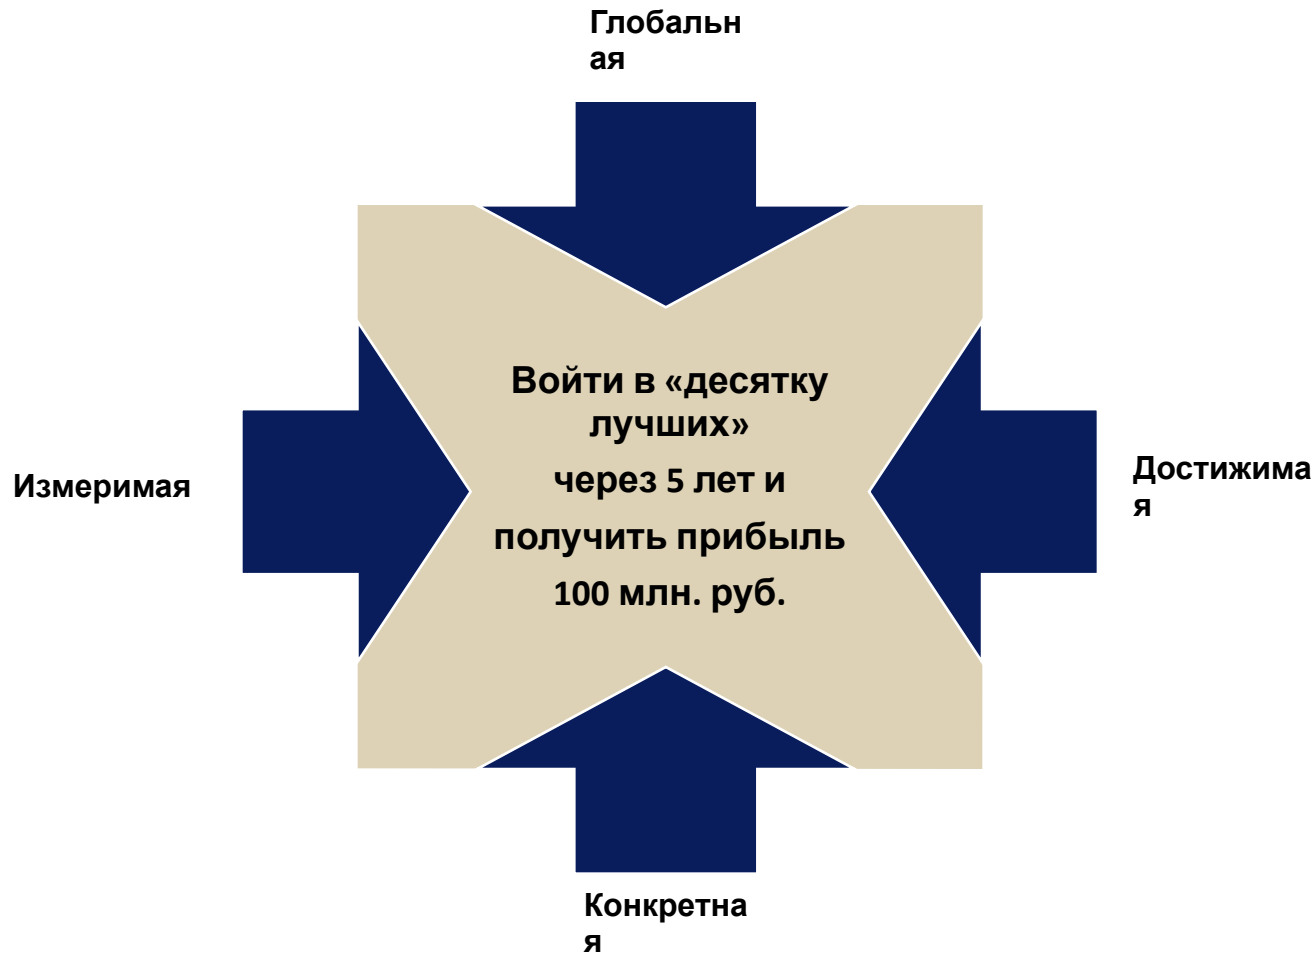 Глобальн
ая
Войти в «десятку
лучших»
через 5 лет и
получить прибыль
100 млн. руб.
Измеримая
Достижима
я
Конкретна
я